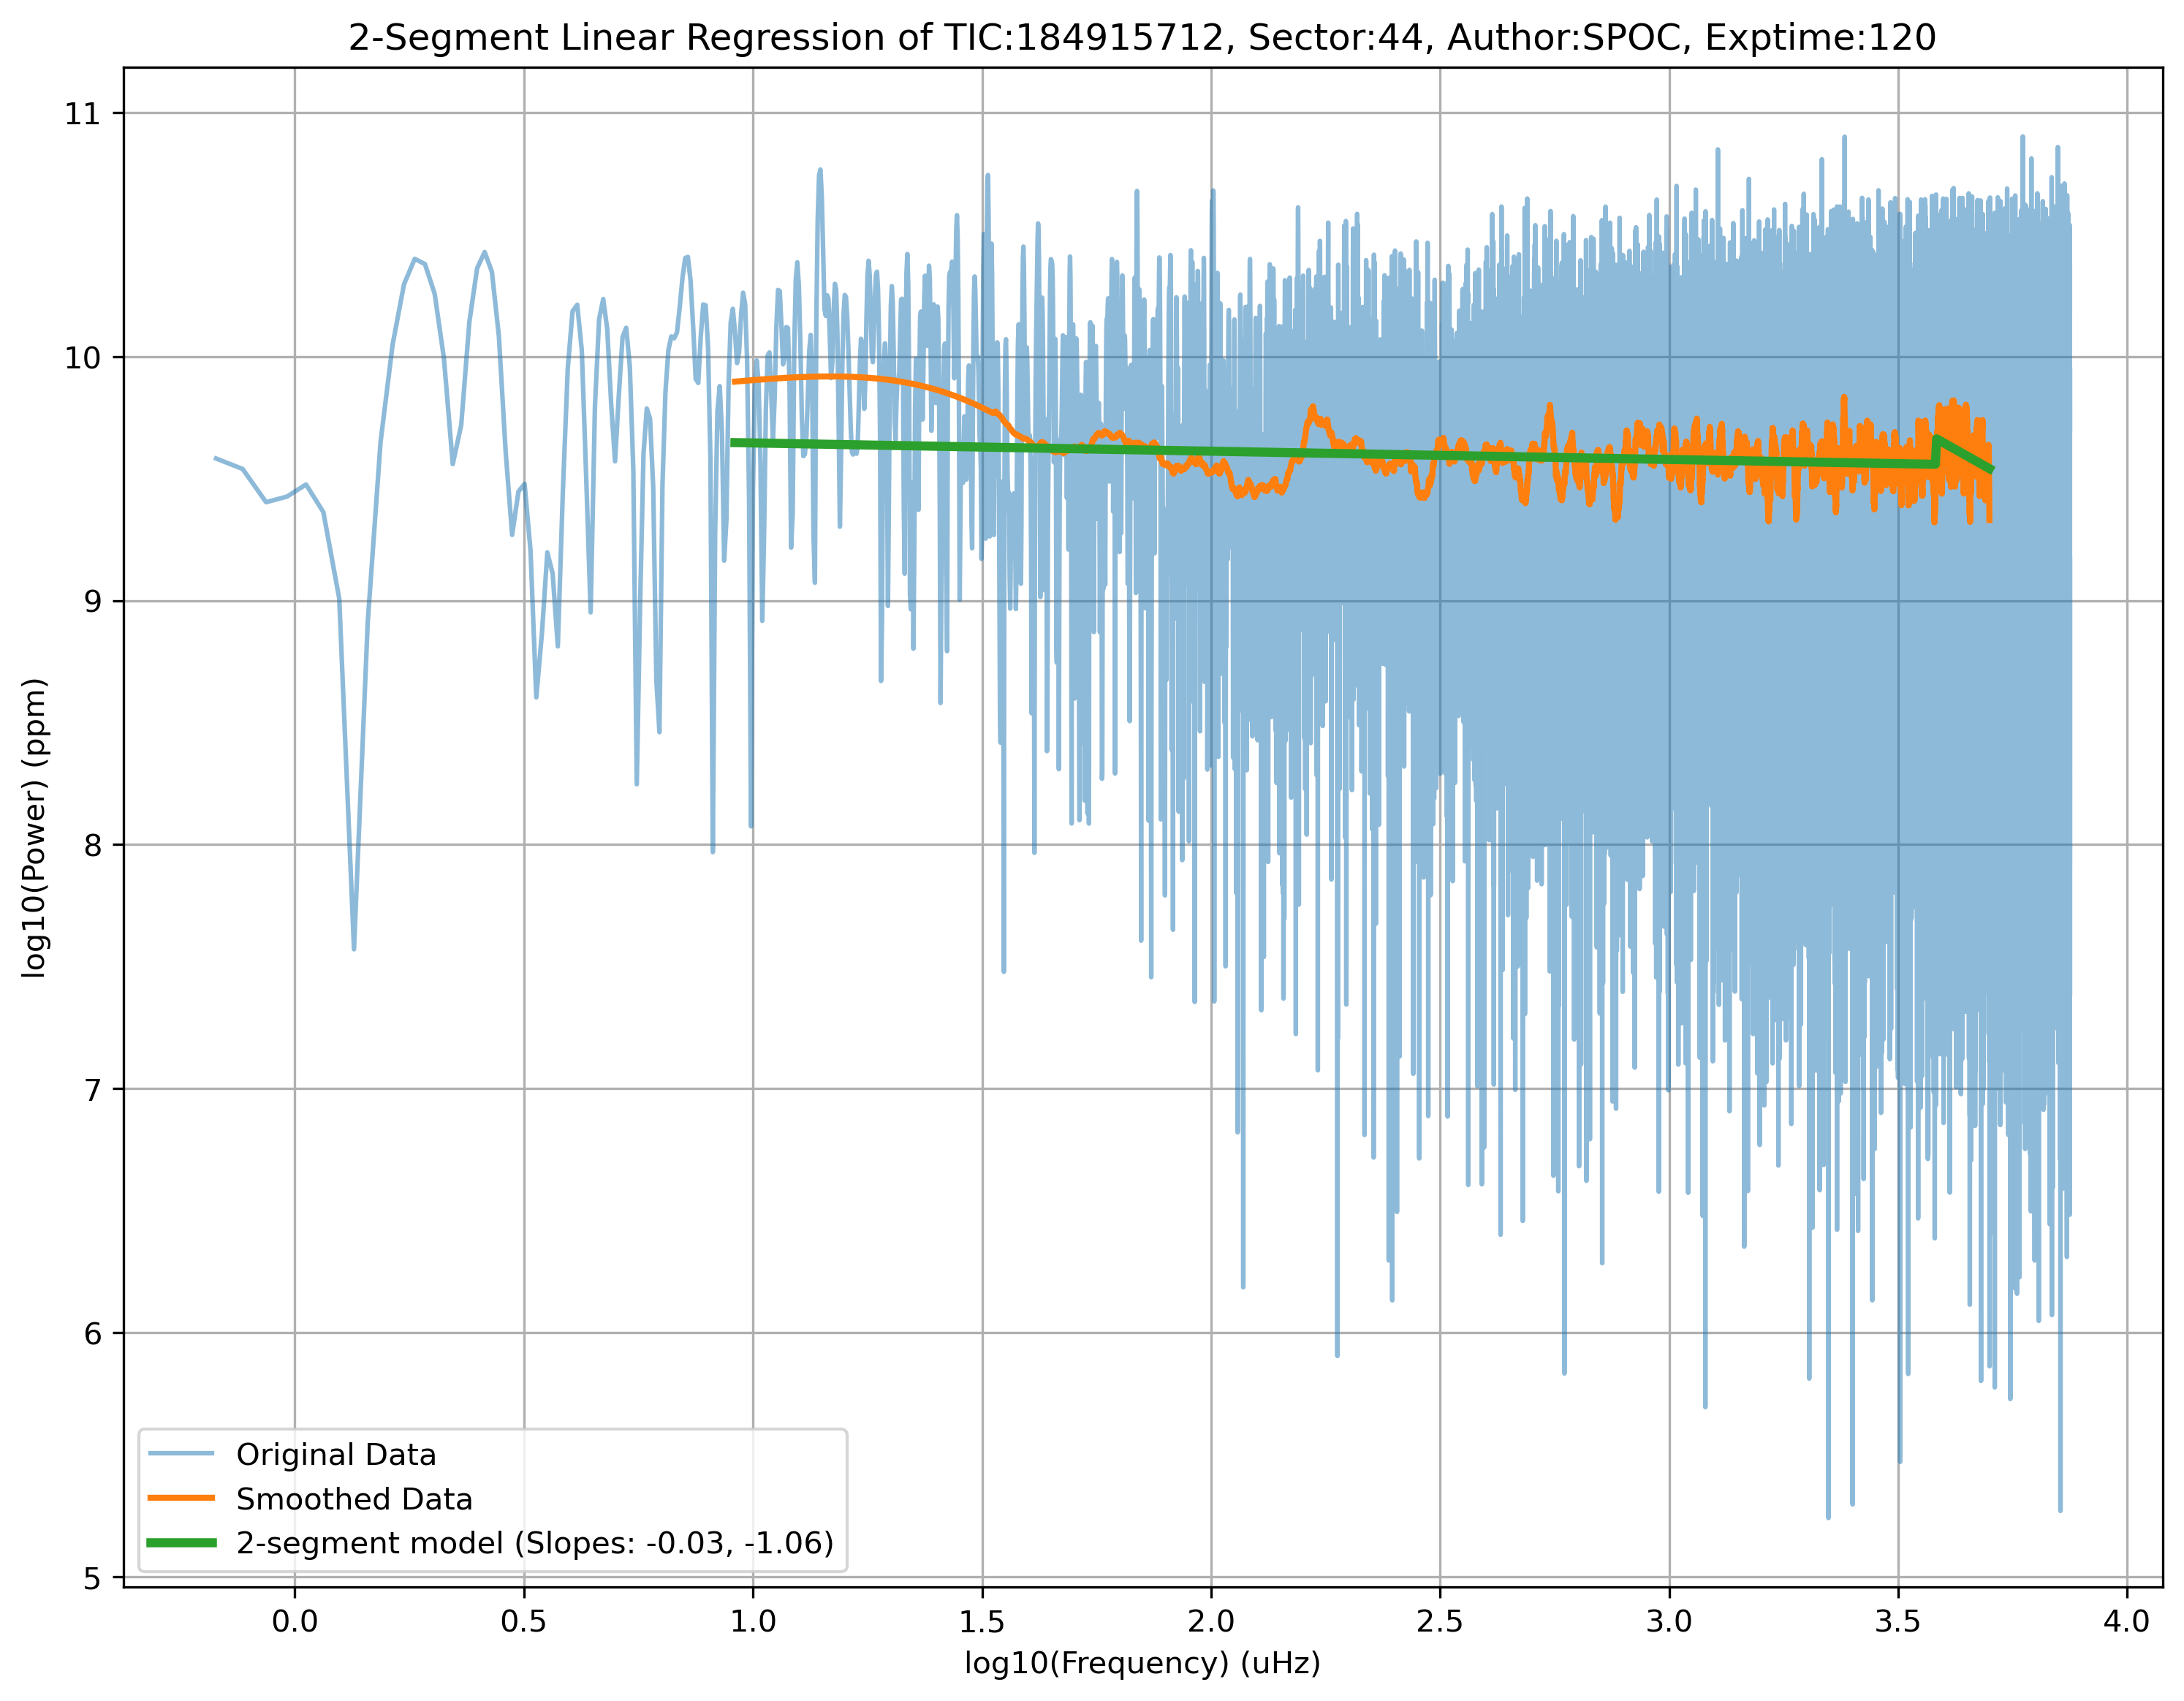 2-Segment Linear Regression of TIC:184915712, Sector:44, Author:SPOC, Exptime:120
11
10
9
8
7
6
5
log10(Power) (ppm)
Original Data
Smoothed Data
2-segment model (Slopes: -0.03, -1.06)
0.0 0.5 1.0 1.5 2.0 2.5 3.0 3.5 4.0
log10(Frequency) (uHz)